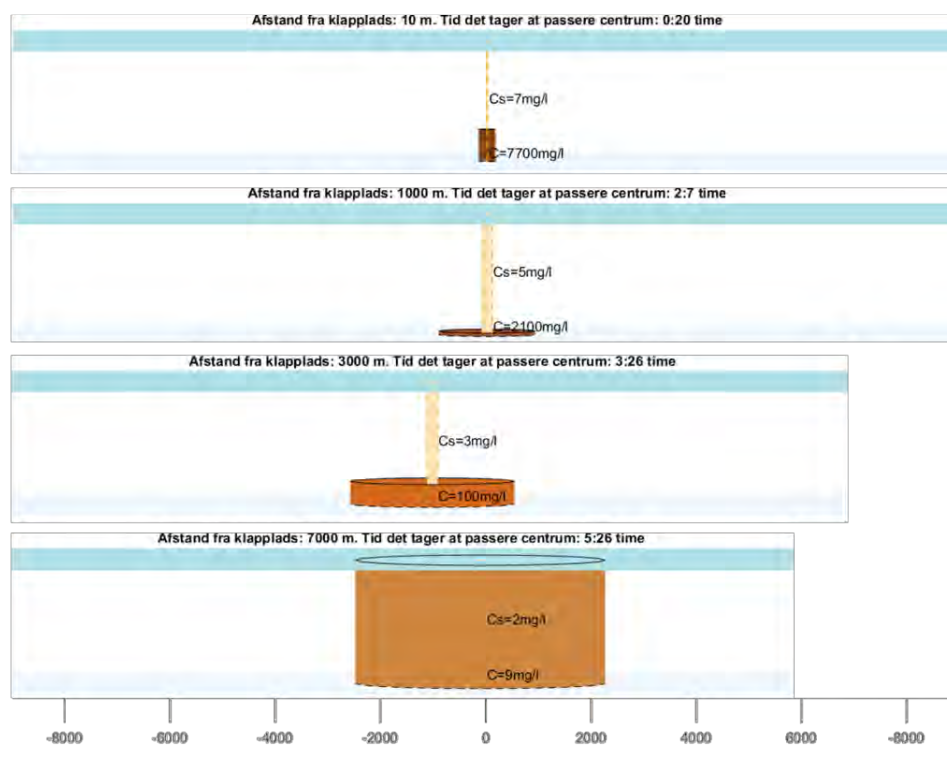 Afstand fra klapplads: 10 m. Tid det tager at passere centrum: 0:20 time
Cs=7mg/l
C=7700mg/l
Afstand fra klapplads: 1000 m. Tid det tager at passere centrum: 2:7 time
Cs=5mg/l
C=2100mg/l
Afstand fra klapplads: 3000 m. Tid det tager at passere centrum: 3:26 time
Cs=3mg/l
C=100mg/l
Afstand fra klapplads: 7000 m. Tid det tager at passere centrum: 5:26 time
Cs=2mg/l
C=9mg/l
-8000 -6000 -4000 -2000 0 2000 4000 6000 -8000